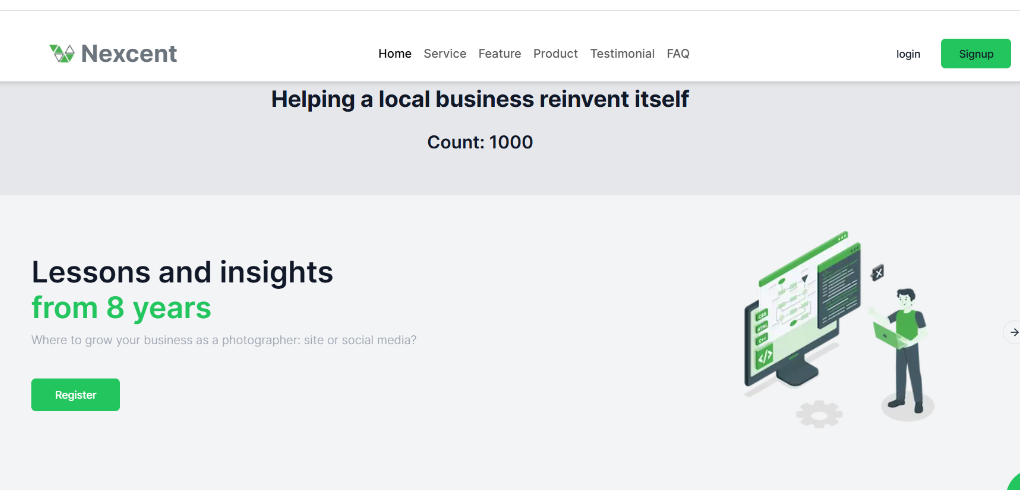 Nexcent
Home Service Feature Product Testimonial FAQ
login Signup
Helping a local business reinvent itself
Count: 1000
Lessons and insights
from 8 years
Where to grow your business as a photographer: site or social media?
Register